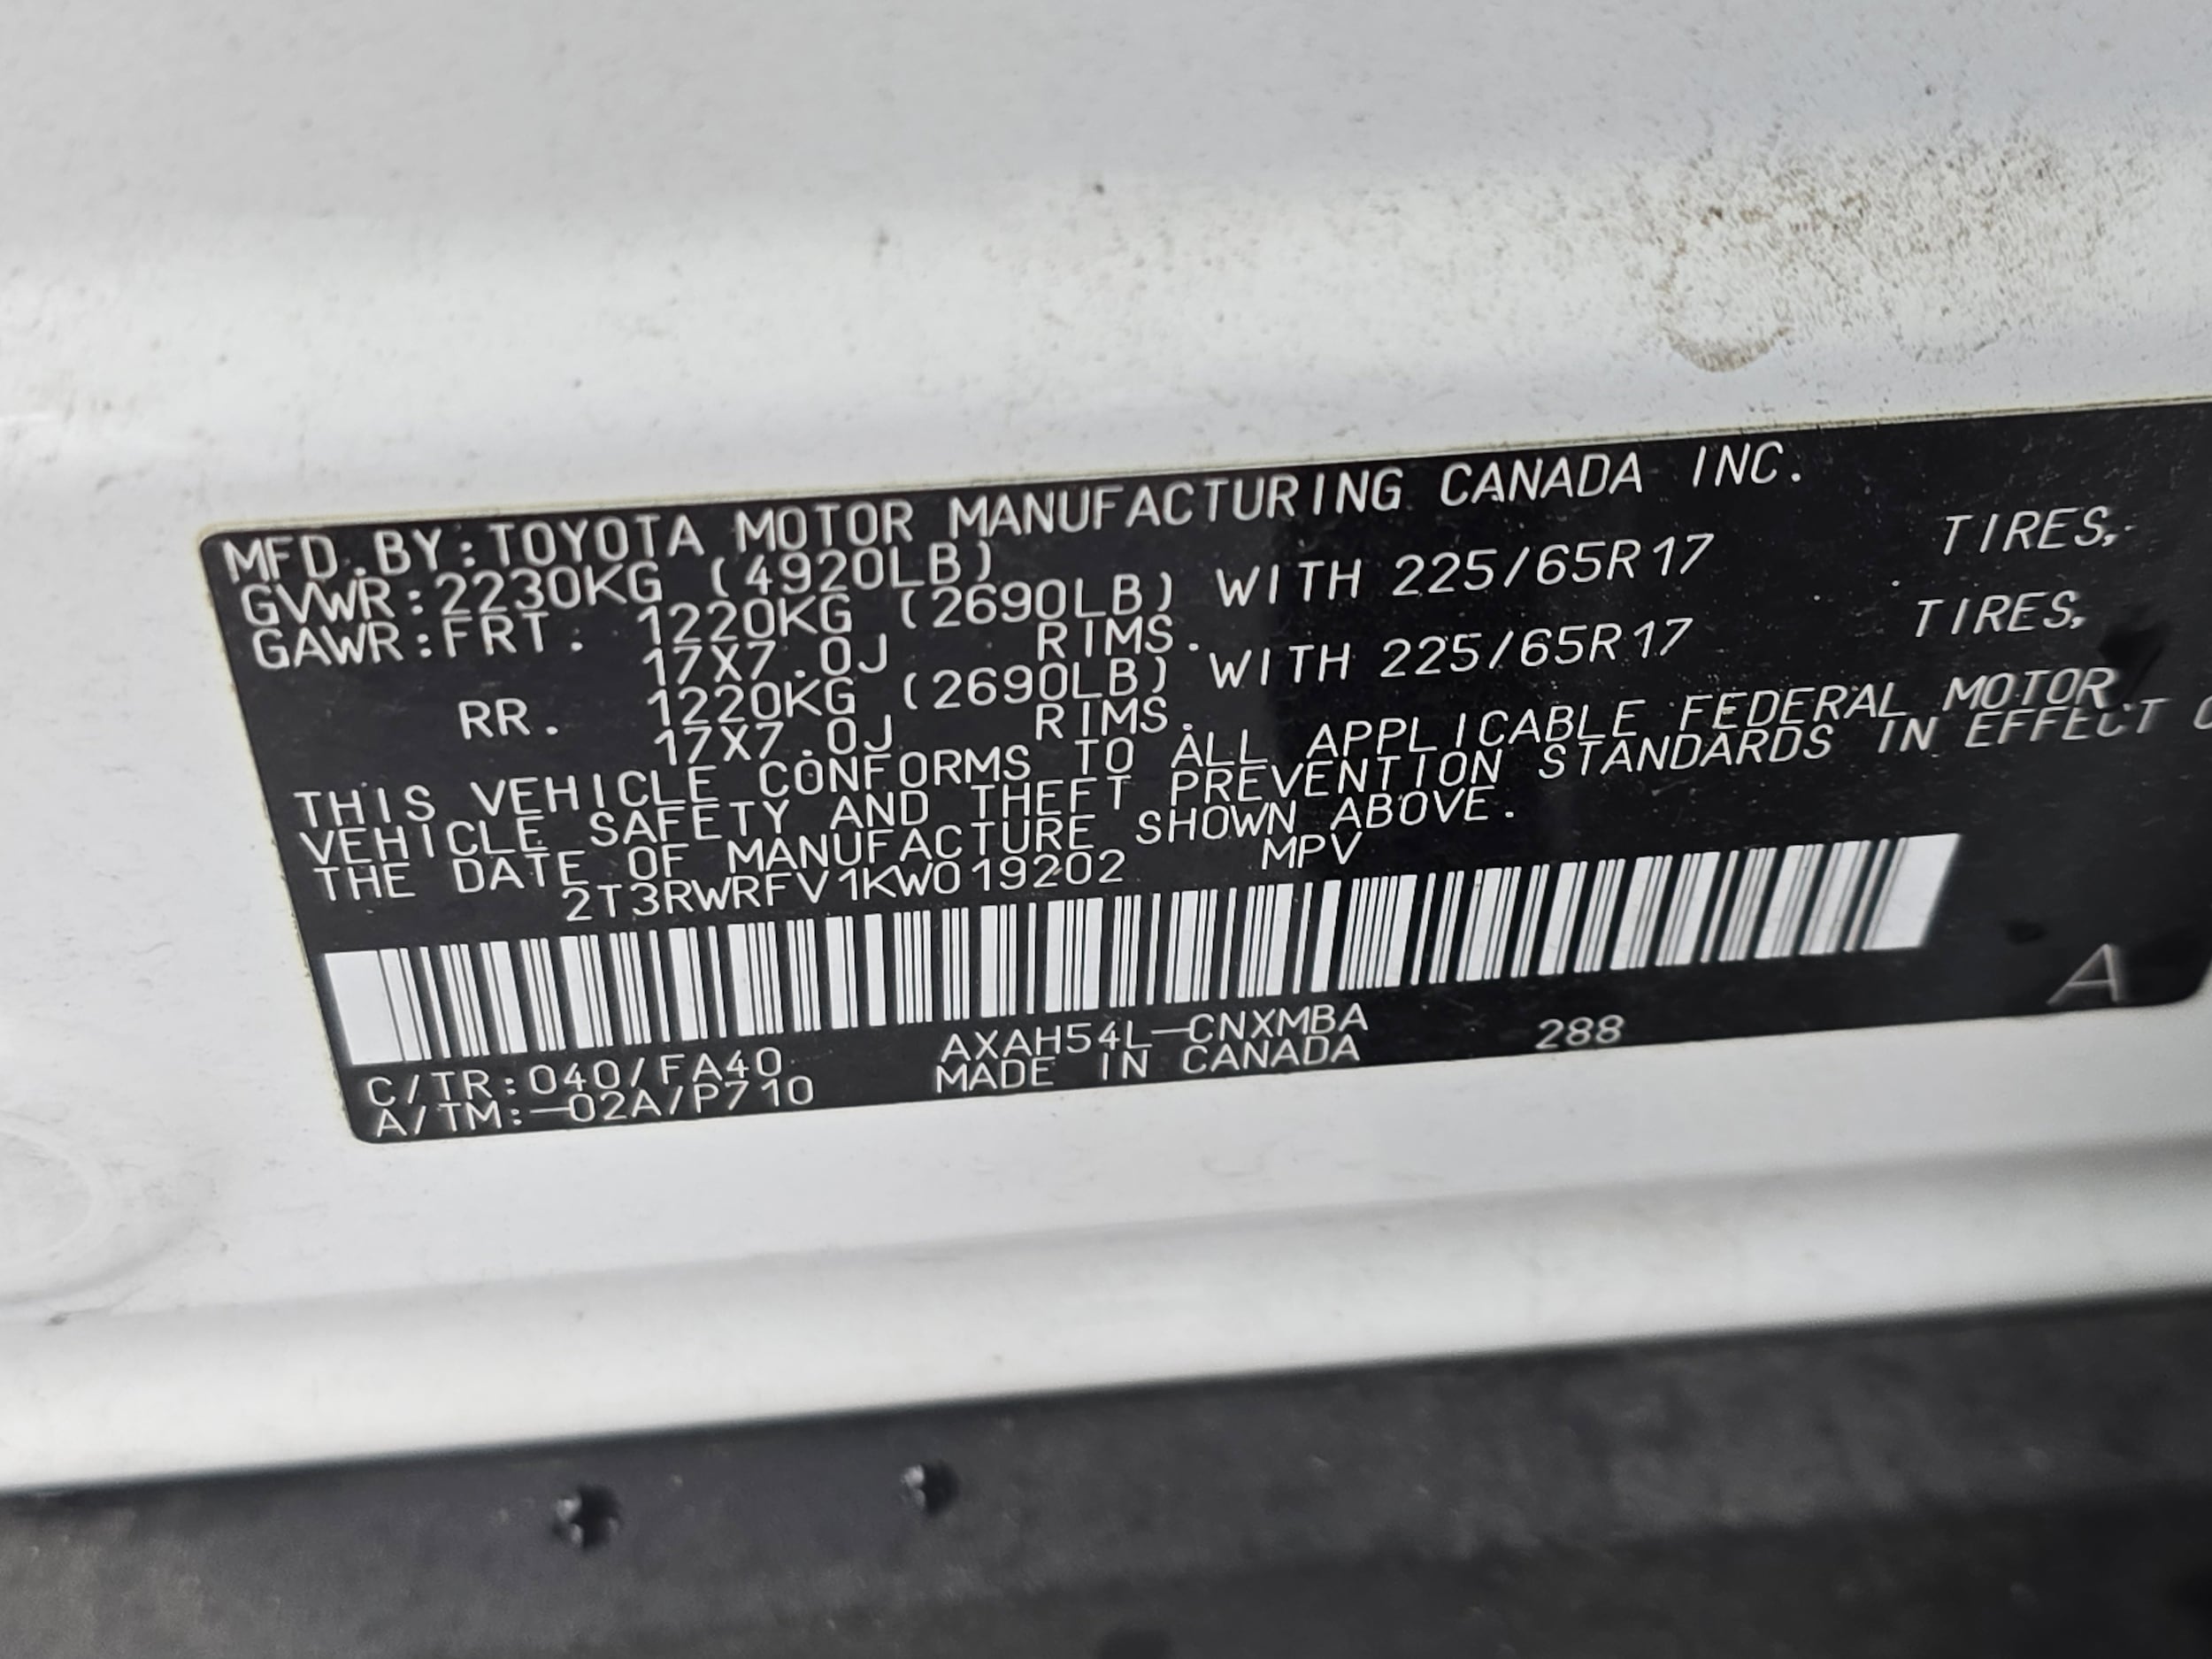 MFD.BY:TOYOTA MOTOR MANUFACTURING CANADA INC.
GVWR:2230KG (4920LB)
GAWR:FRT. 1220KG (2690LB) WITH 225/65R17 TIRES,
17X7.0J RIMS.
RR. 1220KG (2690LB) WITH 225/65R17 TIRES,
17X7.0J RIMS.
THIS VEHICLE CONFORMS TO ALL APPLICABLE FEDERAL MOTOR
VEHICLE SAFETY AND THEFT PREVENTION STANDARDS IN EFFECT
THE DATE OF MANUFACTURE SHOWN ABOVE.
2T3RWRFV1KW019202 MPV
C/TR:040/FA40 AXAH54L-CNXMBA 288 A
A/TM:-02A/P710 MADE IN CANADA